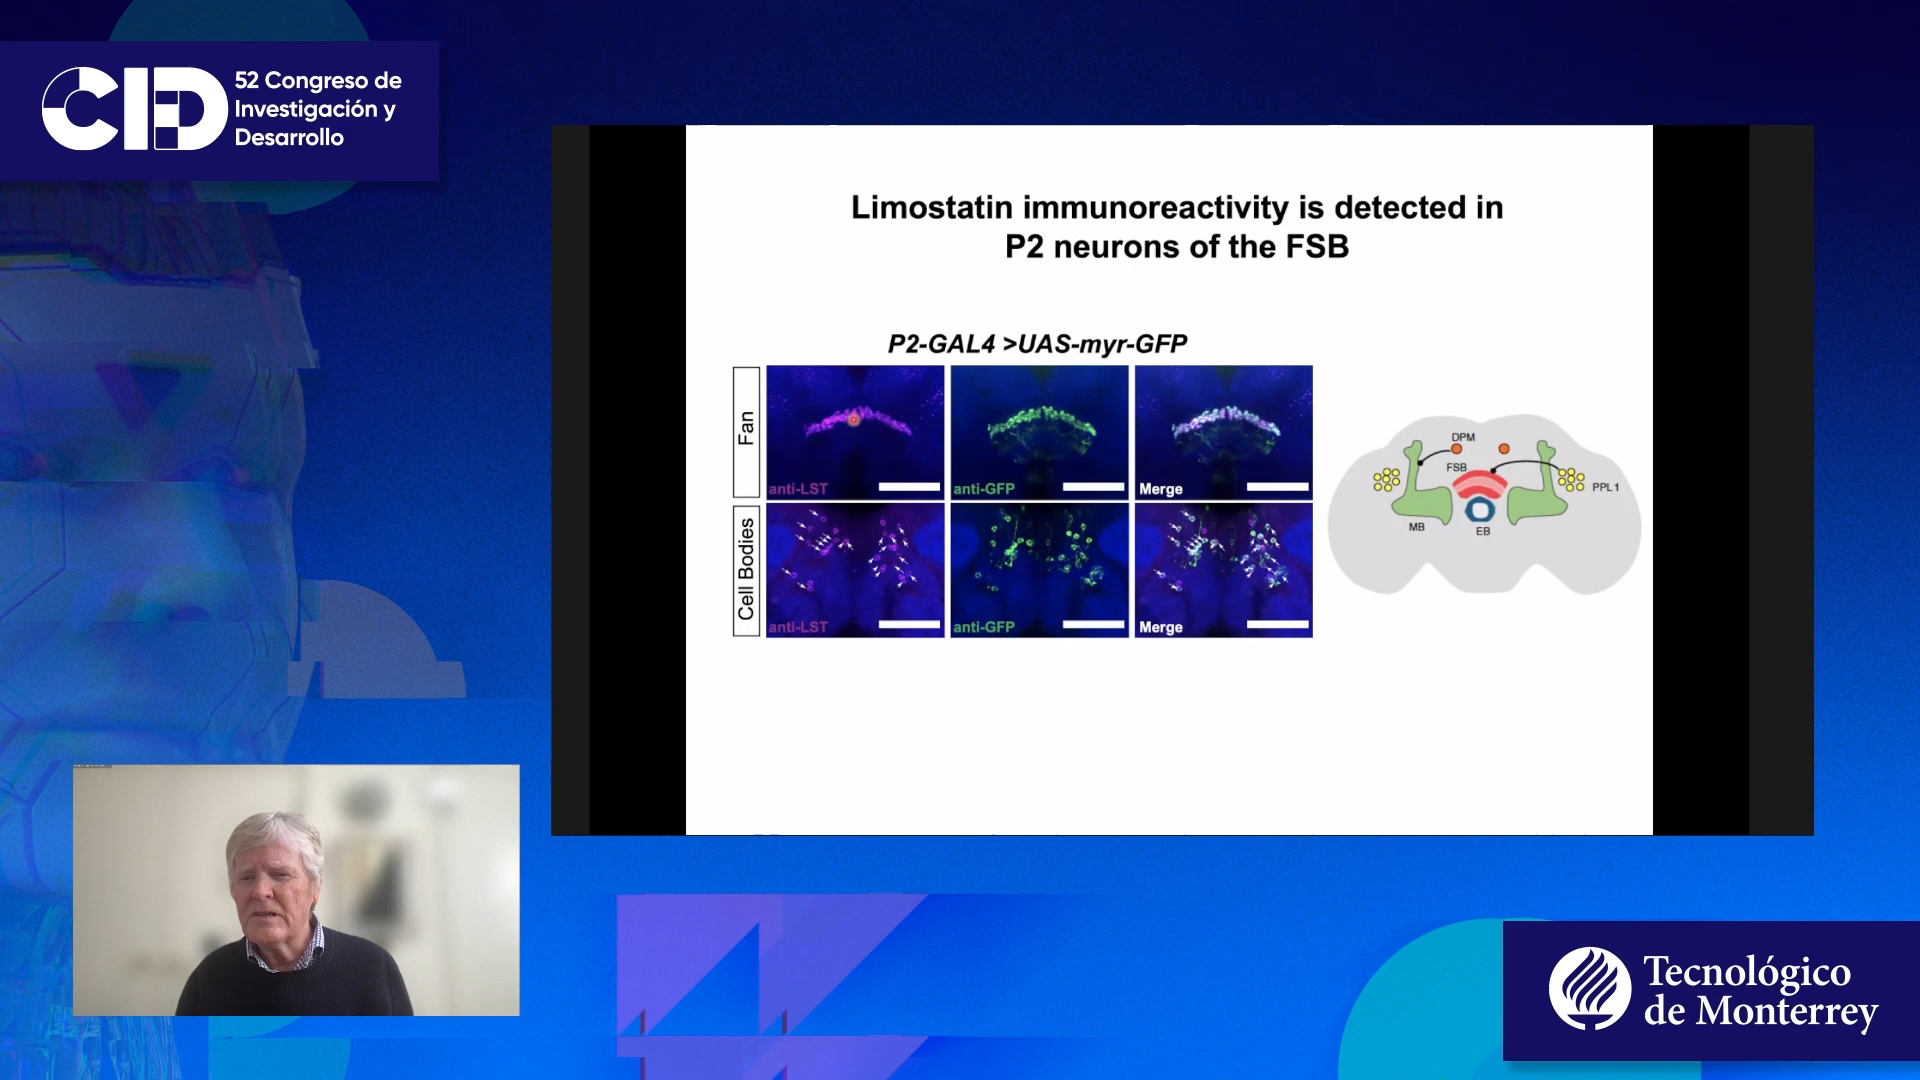 CID
52 Congreso de
Investigación y
Desarrollo
Limostatin immunoreactivity is detected in
P2 neurons of the FSB
P2-GAL4 >UAS-myr-GFP
Fan
anti-LST
anti-GFP
Merge
Cell Bodies
anti-LST
anti-GFP
Merge
DPM
FSB
PPL1
MB
EB
Tecnológico
de Monterrey